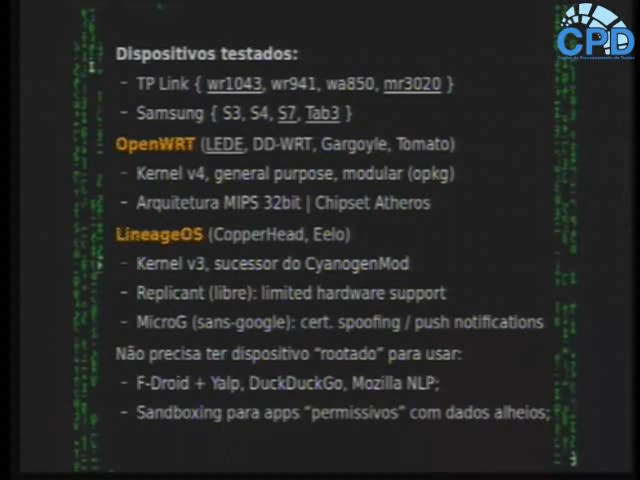 CPD
Dispositivos testados:
- TP Link { wr1043, wr941, wa850, mr3020 }
- Samsung { S3, S4, S7, Tab3 }
OpenWRT (LEDE, DD-WRT, Gargoyle, Tomato)
- Kernel v4, general purpose, modular (opkg)
- Arquitetura MIPS 32bit | Chipset Atheros
LineageOS (CopperHead, Eelo)
- Kernel v3, sucessor do CyanogenMod
- Replicant (libre): limited hardware support
- MicroG (sans-google): cert. spoofing / push notifications
Não precisa ter dispositivo “rootado” para usar:
- F-Droid + Yalp, DuckDuckGo, Mozilla NLP;
- Sandboxing para apps “permissivos” com dados alheios;